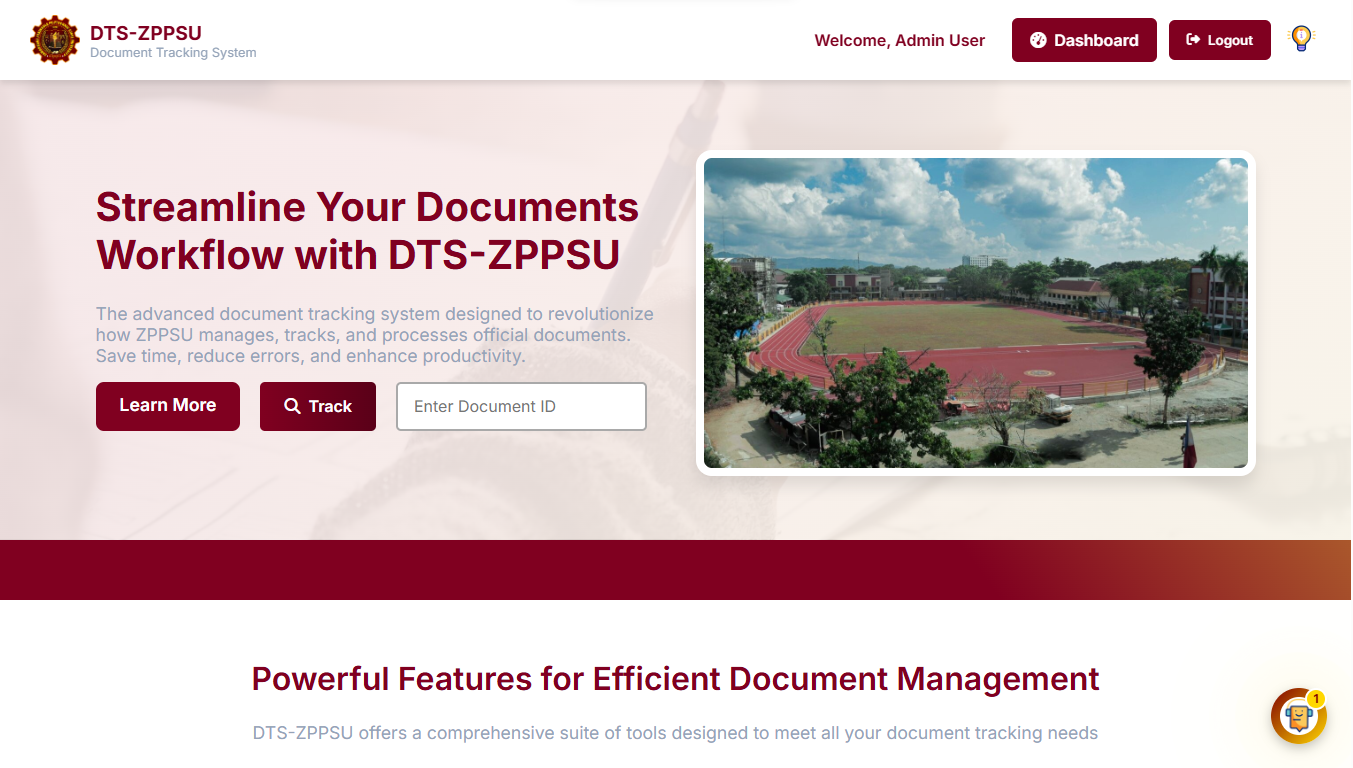 DTS-ZPPSU
Document Tracking System
Welcome, Admin User
Dashboard
Logout
Streamline Your Documents
Workflow with DTS-ZPPSU
The advanced document tracking system designed to revolutionize
how ZPPSU manages, tracks, and processes official documents.
Save time, reduce errors, and enhance productivity.
Learn More
Track
Enter Document ID
Powerful Features for Efficient Document Management
DTS-ZPPSU offers a comprehensive suite of tools designed to meet all your document tracking needs
1